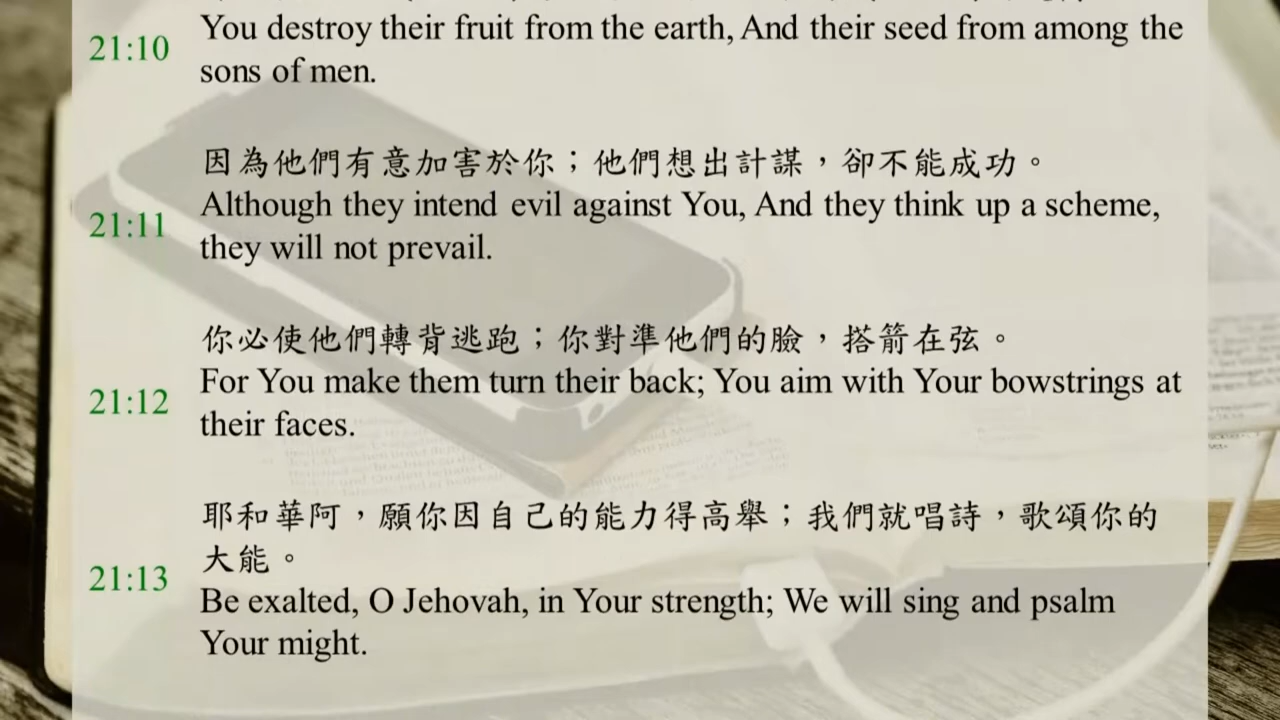 You destroy their fruit from the earth, And their seed from among the
21:10
sons of men.
因為他們有意加害於你；他們想出計謀，卻不能成功。
Although they intend evil against You, And they think up a scheme,
21:11
they will not prevail.
你必使他們轉背逃跑；你對準他們的臉，搭箭在弦。
For You make them turn their back; You aim with Your bowstrings at
21:12
their faces.
耶和華阿，願你因自己的能力得高舉；我們就唱詩，歌頌你的
大能。
21:13
Be exalted, O Jehovah, in Your strength; We will sing and psalm
Your might.